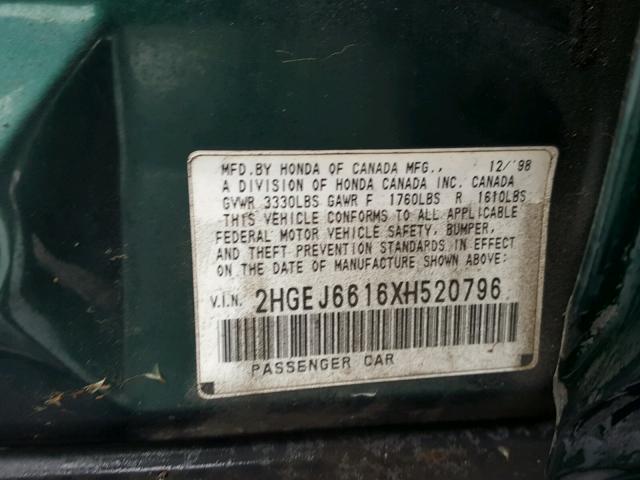 MFD.BY HONDA OF CANADA MFG., 12/'98
A DIVISION OF HONDA CANADA INC. CANADA
GVWR 3330LBS GAWR F 1760LBS R 1610LBS
THIS VEHICLE CONFORMS TO ALL APPLICABLE
FEDERAL MOTOR VEHICLE SAFETY, BUMPER,
AND THEFT PREVENTION STANDARDS IN EFFECT
ON THE DATE OF MANUFACTURE SHOWN ABOVE:
V.I.N. 2HGEJ6616XH520796
PASSENGER CAR